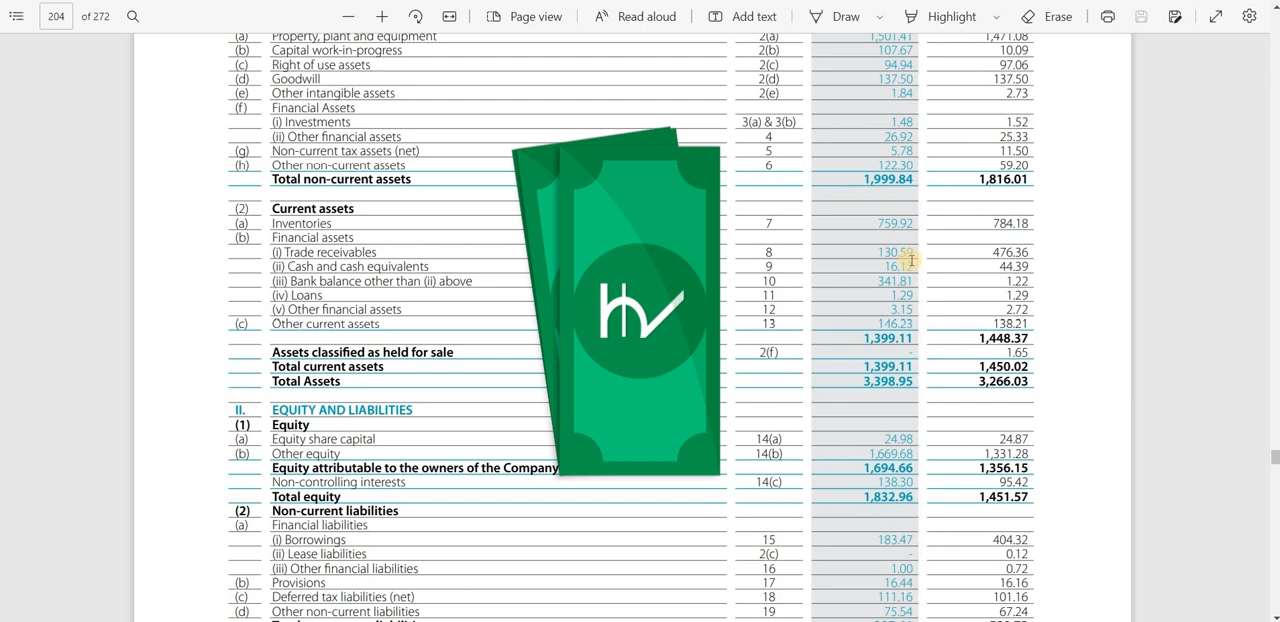 204 of 272 Page view Read aloud Add text Draw Highlight Erase
(a) Property, plant and equipment 2(a) 1,501.41 1,471.08
(b) Capital work-in-progress 2(b) 107.67 10.09
(c) Right of use assets 2(c) 94.94 97.06
(d) Goodwill 2(d) 137.50 137.50
(e) Other intangible assets 2(e) 1.84 2.73
(f) Financial Assets
(i) Investments 3(a) & 3(b) 1.48 1.52
(ii) Other financial assets 4 26.92 25.33
(g) Non-current tax assets (net) 5 5.78 11.50
(h) Other non-current assets 6 122.30 59.20
Total non-current assets 1,999.84 1,816.01
(2) Current assets
(a) Inventories 7 759.92 784.18
(b) Financial assets
(i) Trade receivables 8 130.59 476.36
(ii) Cash and cash equivalents 9 16.12 44.39
(iii) Bank balance other than (ii) above 10 341.81 1.22
(iv) Loans 11 1.29 1.29
(v) Other financial assets 12 3.15 2.72
(c) Other current assets 13 146.23 138.21
1,399.11 1,448.37
Assets classified as held for sale 2(f) - 1.65
Total current assets 1,399.11 1,450.02
Total Assets 3,398.95 3,266.03
II. EQUITY AND LIABILITIES
(1) Equity
(a) Equity share capital 14(a) 24.98 24.87
(b) Other equity 14(b) 1,669.68 1,331.28
Equity attributable to the owners of the Company 1,694.66 1,356.15
Non-controlling interests 14(c) 138.30 95.42
Total equity 1,832.96 1,451.57
(2) Non-current liabilities
(a) Financial liabilities
(i) Borrowings 15 183.47 404.32
(ii) Lease liabilities 2(c) - 0.12
(iii) Other financial liabilities 16 1.00 0.72
(b) Provisions 17 16.44 16.16
(c) Deferred tax liabilities (net) 18 111.16 101.16
(d) Other non-current liabilities 19 75.54 67.24